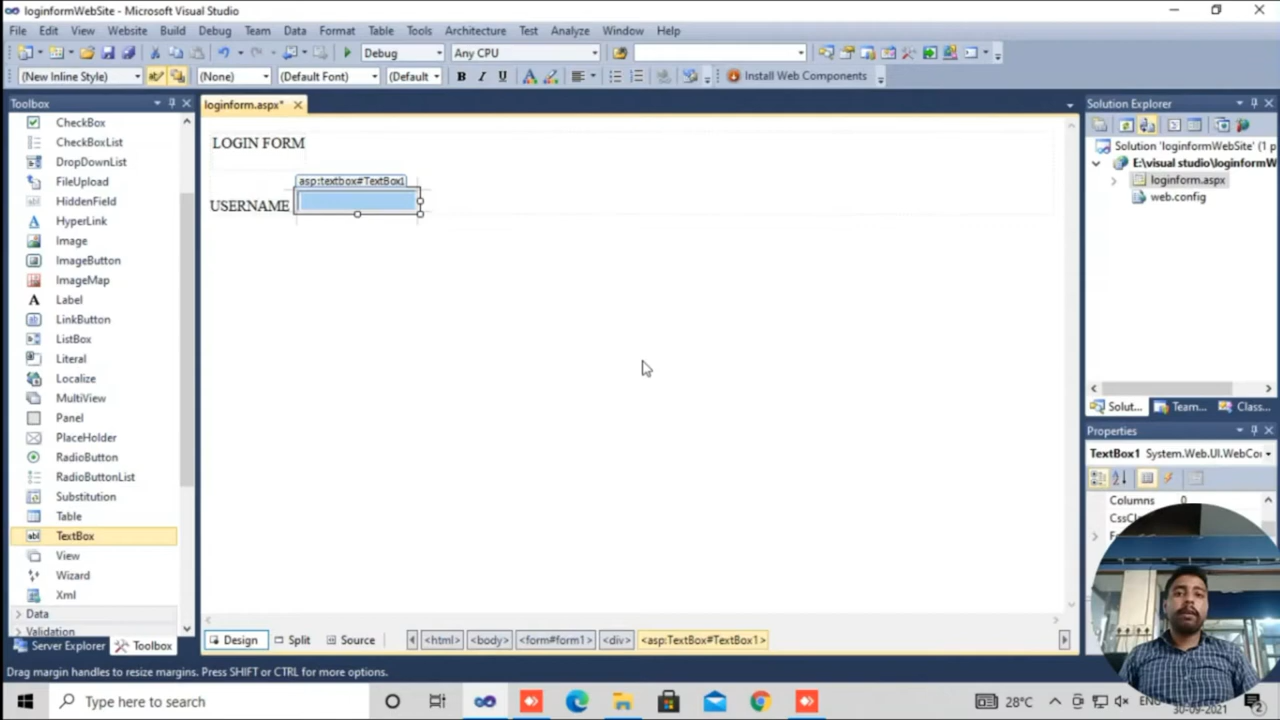 loginformWebSite - Microsoft Visual Studio
File Edit View Website Build Debug Team Data Format Table Tools Architecture Test Analyze Window Help
Debug Any CPU
(New Inline Style) (None) (Default Font) (Default B I U A Install Web Components
Toolbox
CheckBox
CheckBoxList
DropDownList
FileUpload
HiddenField
HyperLink
Image
ImageButton
ImageMap
A Label
LinkButton
ListBox
Literal
Localize
MultiView
Panel
PlaceHolder
RadioButton
RadioButtonList
Substitution
Table
abl TextBox
View
Wizard
Xml
Data
Validation
Server Explorer Toolbox
loginform.aspx*
LOGIN FORM
asp:textbox#TextBox1
USERNAME
Design Split Source <html> <body> <form#form1> <div> <asp:TextBox#TextBox1>
Solution Explorer
Solution 'loginformWebSite' (1 p
E:\visual studio\loginformW
loginform.aspx
web.config
Solut... Team... Class...
Properties
TextBox1 System.Web.UI.WebCo
Columns 0
CssCl
Drag margin handles to resize margins. Press SHIFT or CTRL for more options.
Type here to search
28°C
ENG
30-09-2021
2